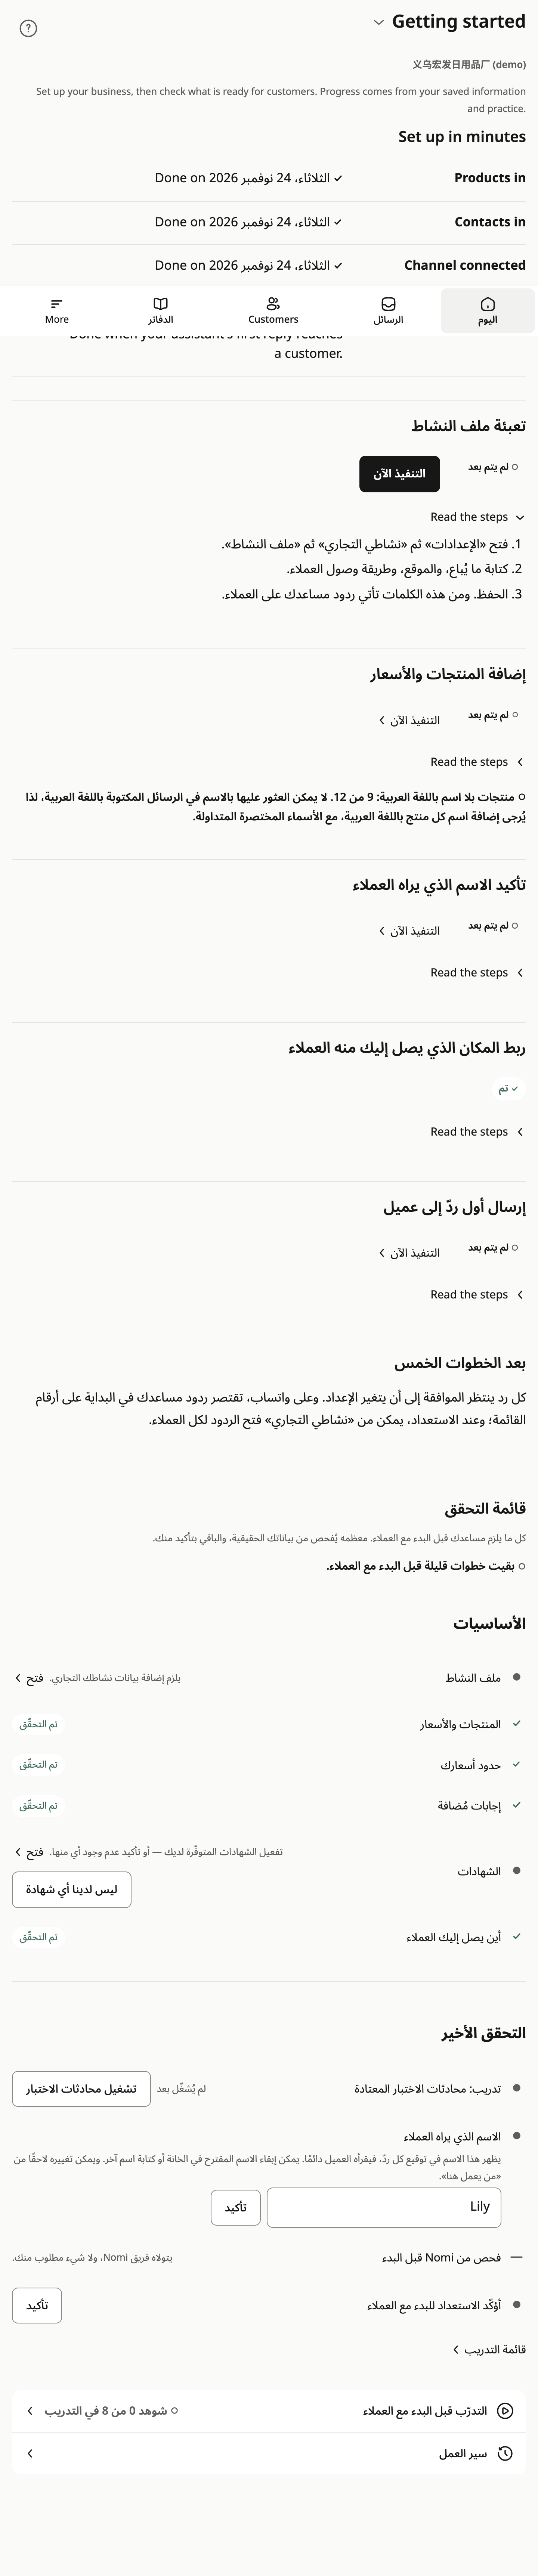 Getting started
义乌宏发日用品厂 (demo)
Set up your business, then check what is ready for customers. Progress comes from your saved information
and practice.
Set up in minutes
Products in
Done on الثلاثاء، 24 نوفمبر 2026
Contacts in
Done on الثلاثاء، 24 نوفمبر 2026
Channel connected
Done on الثلاثاء، 24 نوفمبر 2026
اليوم
الرسائل
Customers
الدفاتر
More
Done when your assistant's first reply reaches
a customer.
تعبئة ملف النشاط
لم يتم بعد
التنفيذ الآن
Read the steps
1. فتح «الإعدادات» ثم «نشاطي التجاري» ثم «ملف النشاط».
2. كتابة ما يُباع، والموقع، وطريقة وصول العملاء.
3. الحفظ. ومن هذه الكلمات تأتي ردود مساعدك على العملاء.
إضافة المنتجات والأسعار
لم يتم بعد
التنفيذ الآن
Read the steps
منتجات بلا اسم باللغة العربية: 9 من 12. لا يمكن العثور عليها بالاسم في الرسائل المكتوبة باللغة العربية، لذا
يُرجى إضافة اسم كل منتج باللغة العربية، مع الأسماء المختصرة المتداولة.
تأكيد الاسم الذي يراه العملاء
لم يتم بعد
التنفيذ الآن
Read the steps
ربط المكان الذي يصل إليك منه العملاء
تم
Read the steps
إرسال أول ردّ إلى عميل
لم يتم بعد
التنفيذ الآن
Read the steps
بعد الخطوات الخمس
كل رد ينتظر الموافقة إلى أن يتغير الإعداد. وعلى واتساب، تقتصر ردود مساعدك في البداية على أرقام
القائمة؛ وعند الاستعداد، يمكن من «نشاطي التجاري» فتح الردود لكل العملاء.
قائمة التحقق
كل ما يلزم مساعدك قبل البدء مع العملاء. معظمه يُفحص من بياناتك الحقيقية، والباقي بتأكيد منك.
بقيت خطوات قليلة قبل البدء مع العملاء.
الأساسيات
ملف النشاط
يلزم إضافة بيانات نشاطك التجاري.
فتح
المنتجات والأسعار
تم التحقّق
حدود أسعارك
تم التحقّق
إجابات مُضافة
تم التحقّق
الشهادات
تفعيل الشهادات المتوفّرة لديك — أو تأكيد عدم وجود أي منها.
فتح
ليس لدينا أي شهادة
أين يصل إليك العملاء
تم التحقّق
التحقق الأخير
تدريب: محادثات الاختبار المعتادة
لم يُشغّل بعد
تشغيل محادثات الاختبار
الاسم الذي يراه العملاء
يظهر هذا الاسم في توقيع كل ردّ، فيقرأه العميل دائمًا. يمكن إبقاء الاسم المقترح في الخانة أو كتابة اسم آخر. ويمكن تغييره لاحقًا من
«من يعمل هنا».
Lily
تأكيد
فحص من Nomi قبل البدء
يتولاه فريق Nomi، ولا شيء مطلوب منك.
أؤكّد الاستعداد للبدء مع العملاء
تأكيد
قائمة التدريب
التدرّب قبل البدء مع العملاء
شوهد 0 من 8 في التدريب
سير العمل